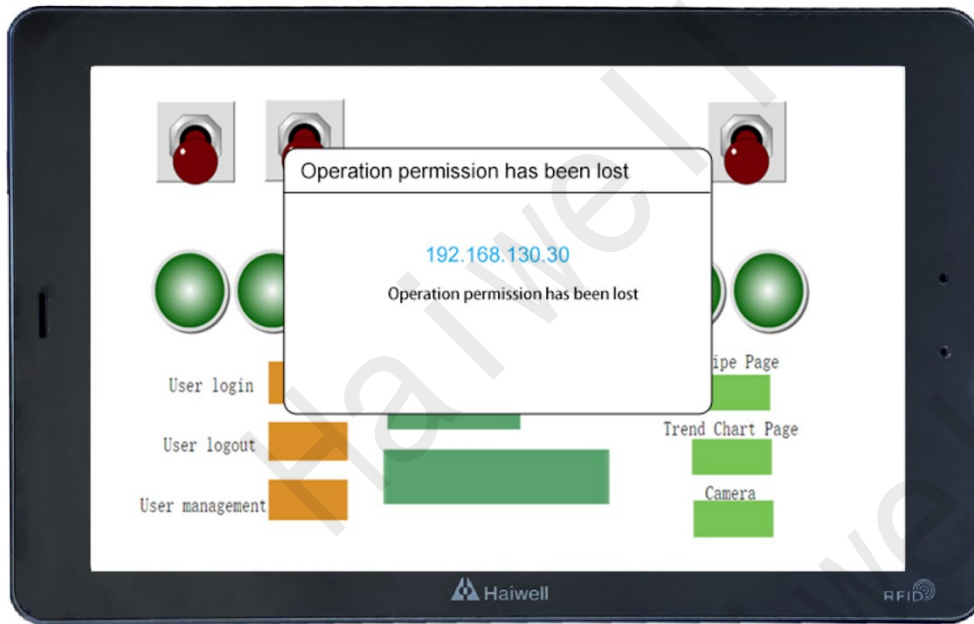 Operation permission has been lost
192.168.130.30
Operation permission has been lost
User login
User logout
User management
ipe Page
Trend Chart Page
Camera
Haiwell
RFID
Haiwell